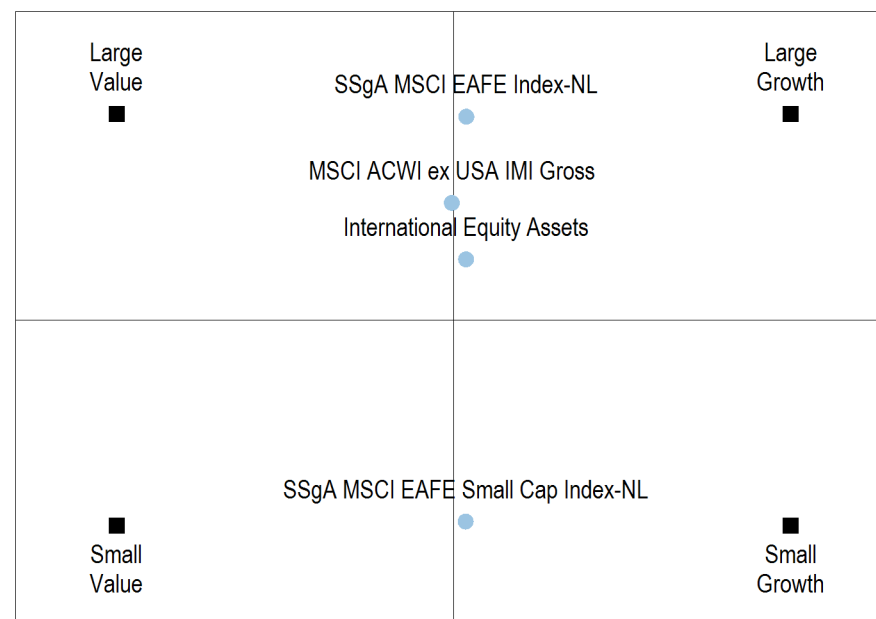 Large
Value
Large
Growth
SSgA MSCI EAFE Index-NL
MSCI ACWI ex USA IMI Gross
International Equity Assets
SSgA MSCI EAFE Small Cap Index-NL
Small
Value
Small
Growth